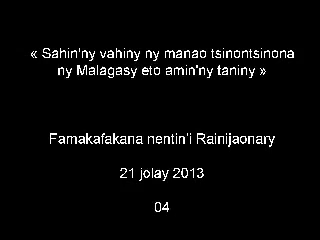 « Sahin'ny vahiny ny manao tsinontsinona
ny Malagasy eto amin'ny taniny »
Famakafakana nentin'i Rainijaonary
21 jolay 2013
04